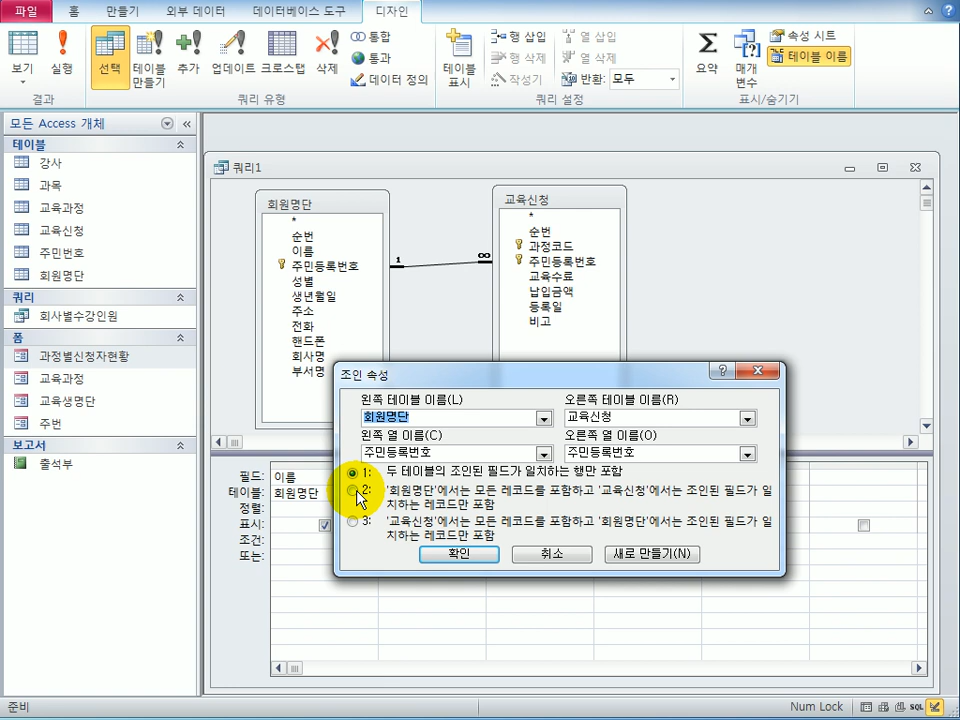 파일 홈 만들기 외부 데이터 데이터베이스 도구 디자인
보기 실행 선택 테이블 만들기 추가 업데이트 크로스탭 삭제
통합
통과
데이터 정의
테이블 표시
행 삽입
행 삭제
작성기
열 삽입
열 삭제
반환: 모두
요약
매개 변수
속성 시트
테이블 이름
결과 쿼리 유형 쿼리 설정 표시/숨기기
모든 Access 개체
테이블
강사
과목
교육과정
교육신청
주민번호
회원명단
쿼리
회사별수강인원
폼
과정별신청자현황
교육과정
교육생명단
주번
보고서
출석부
쿼리1
회원명단
*
순번
이름
주민등록번호
성별
생년월일
주소
전화
핸드폰
회사명
부서명
1 ∞
교육신청
*
순번
과정코드
주민등록번호
교육수료
납입금액
등록일
비고
조인 속성
왼쪽 테이블 이름(L) 오른쪽 테이블 이름(R)
회원명단 교육신청
왼쪽 열 이름(C) 오른쪽 열 이름(O)
주민등록번호 주민등록번호
1: 두 테이블의 조인된 필드가 일치하는 행만 포함
2: '회원명단'에서는 모든 레코드를 포함하고 '교육신청'에서는 조인된 필드가 일
치하는 레코드만 포함
3: '교육신청'에서는 모든 레코드를 포함하고 '회원명단'에서는 조인된 필드가 일
치하는 레코드만 포함
확인 취소 새로 만들기(N)
필드: 이름
테이블: 회원명단
정렬:
표시:
조건:
또는:
준비 Num Lock SQL